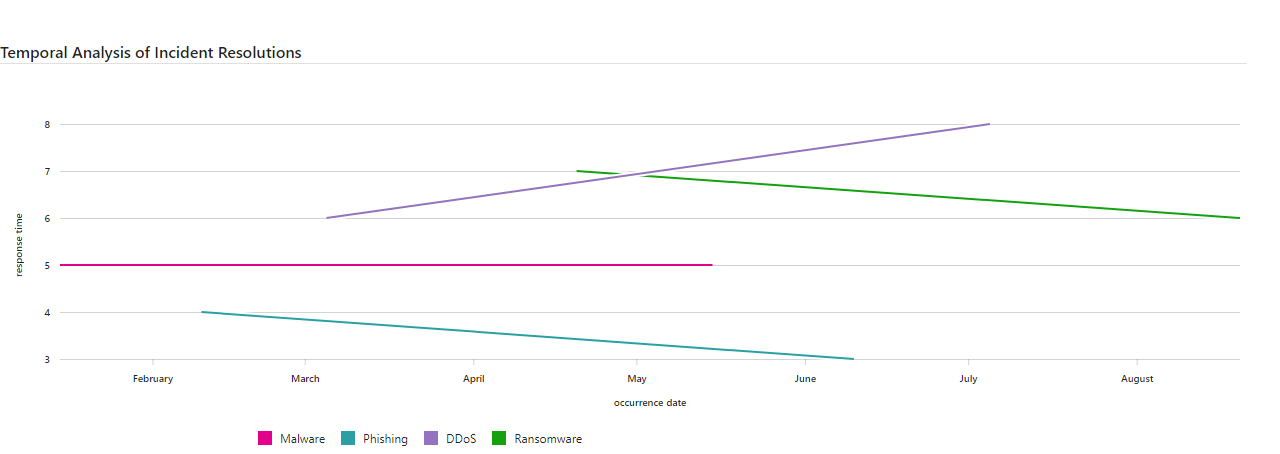 Temporal Analysis of Incident Resolutions
8
7
6
5
4
3
response time
February March April May June July August
occurrence date
Malware Phishing DDoS Ransomware